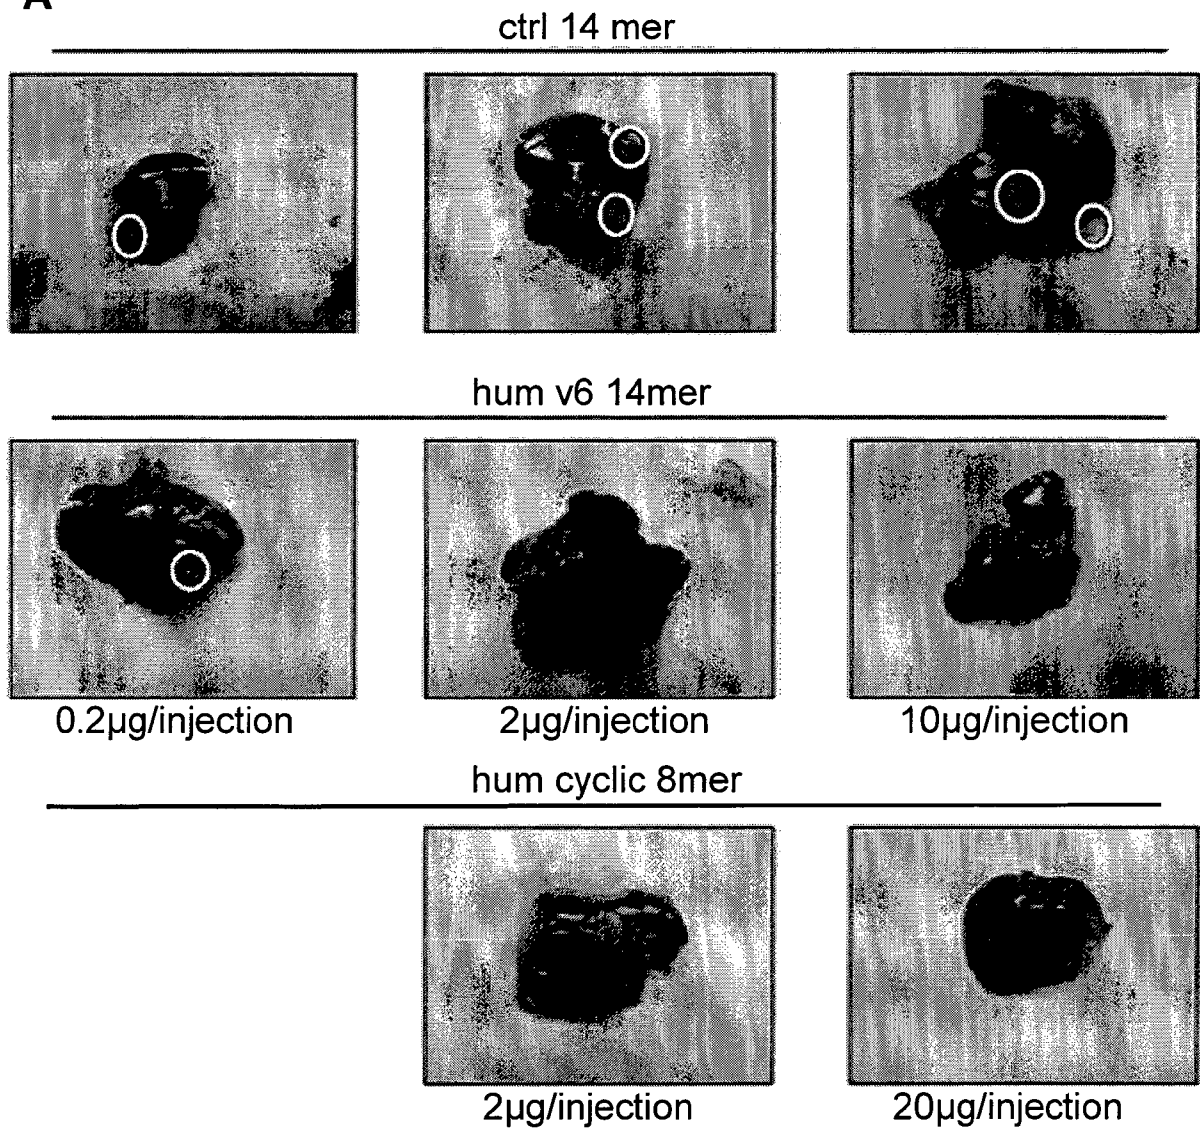 A
ctrl 14 mer
hum v6 14mer
0.2µg/injection 2µg/injection 10µg/injection
hum cyclic 8mer
2µg/injection 20µg/injection